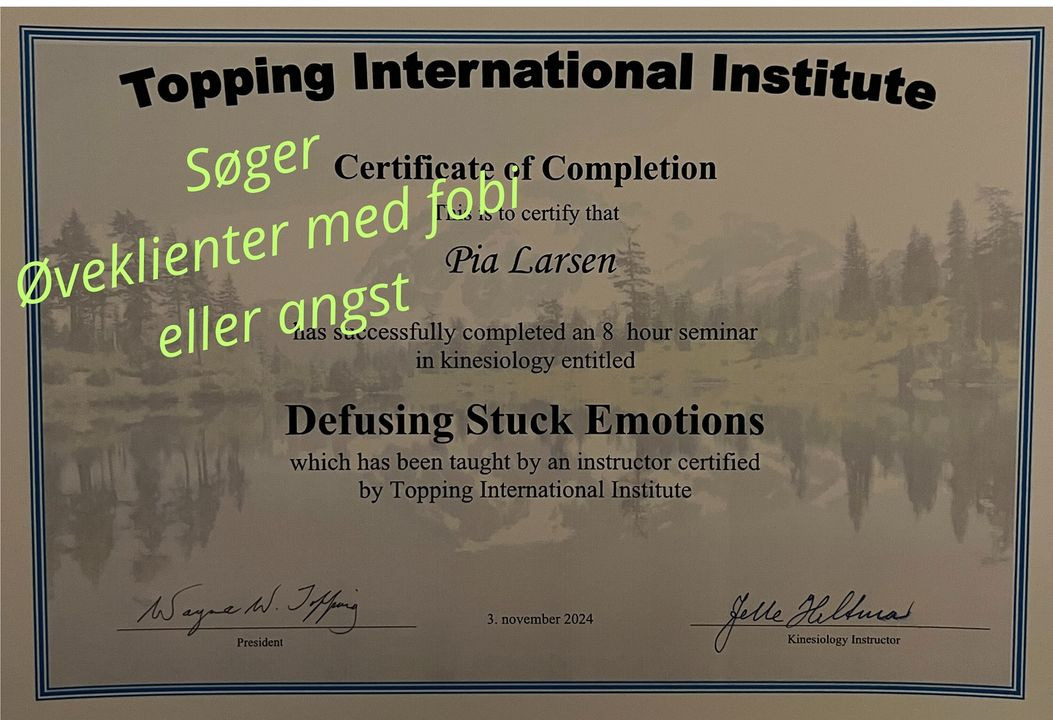 Topping International Institute
Søger
Øveklienter med fobi
eller angst
Certificate of Completion
This is to certify that
Pia Larsen
has successfully completed an 8 hour seminar
in kinesiology entitled
Defusing Stuck Emotions
which has been taught by an instructor certified
by Topping International Institute
Wayne W. Topping
President
3. november 2024
Kinesiology Instructor